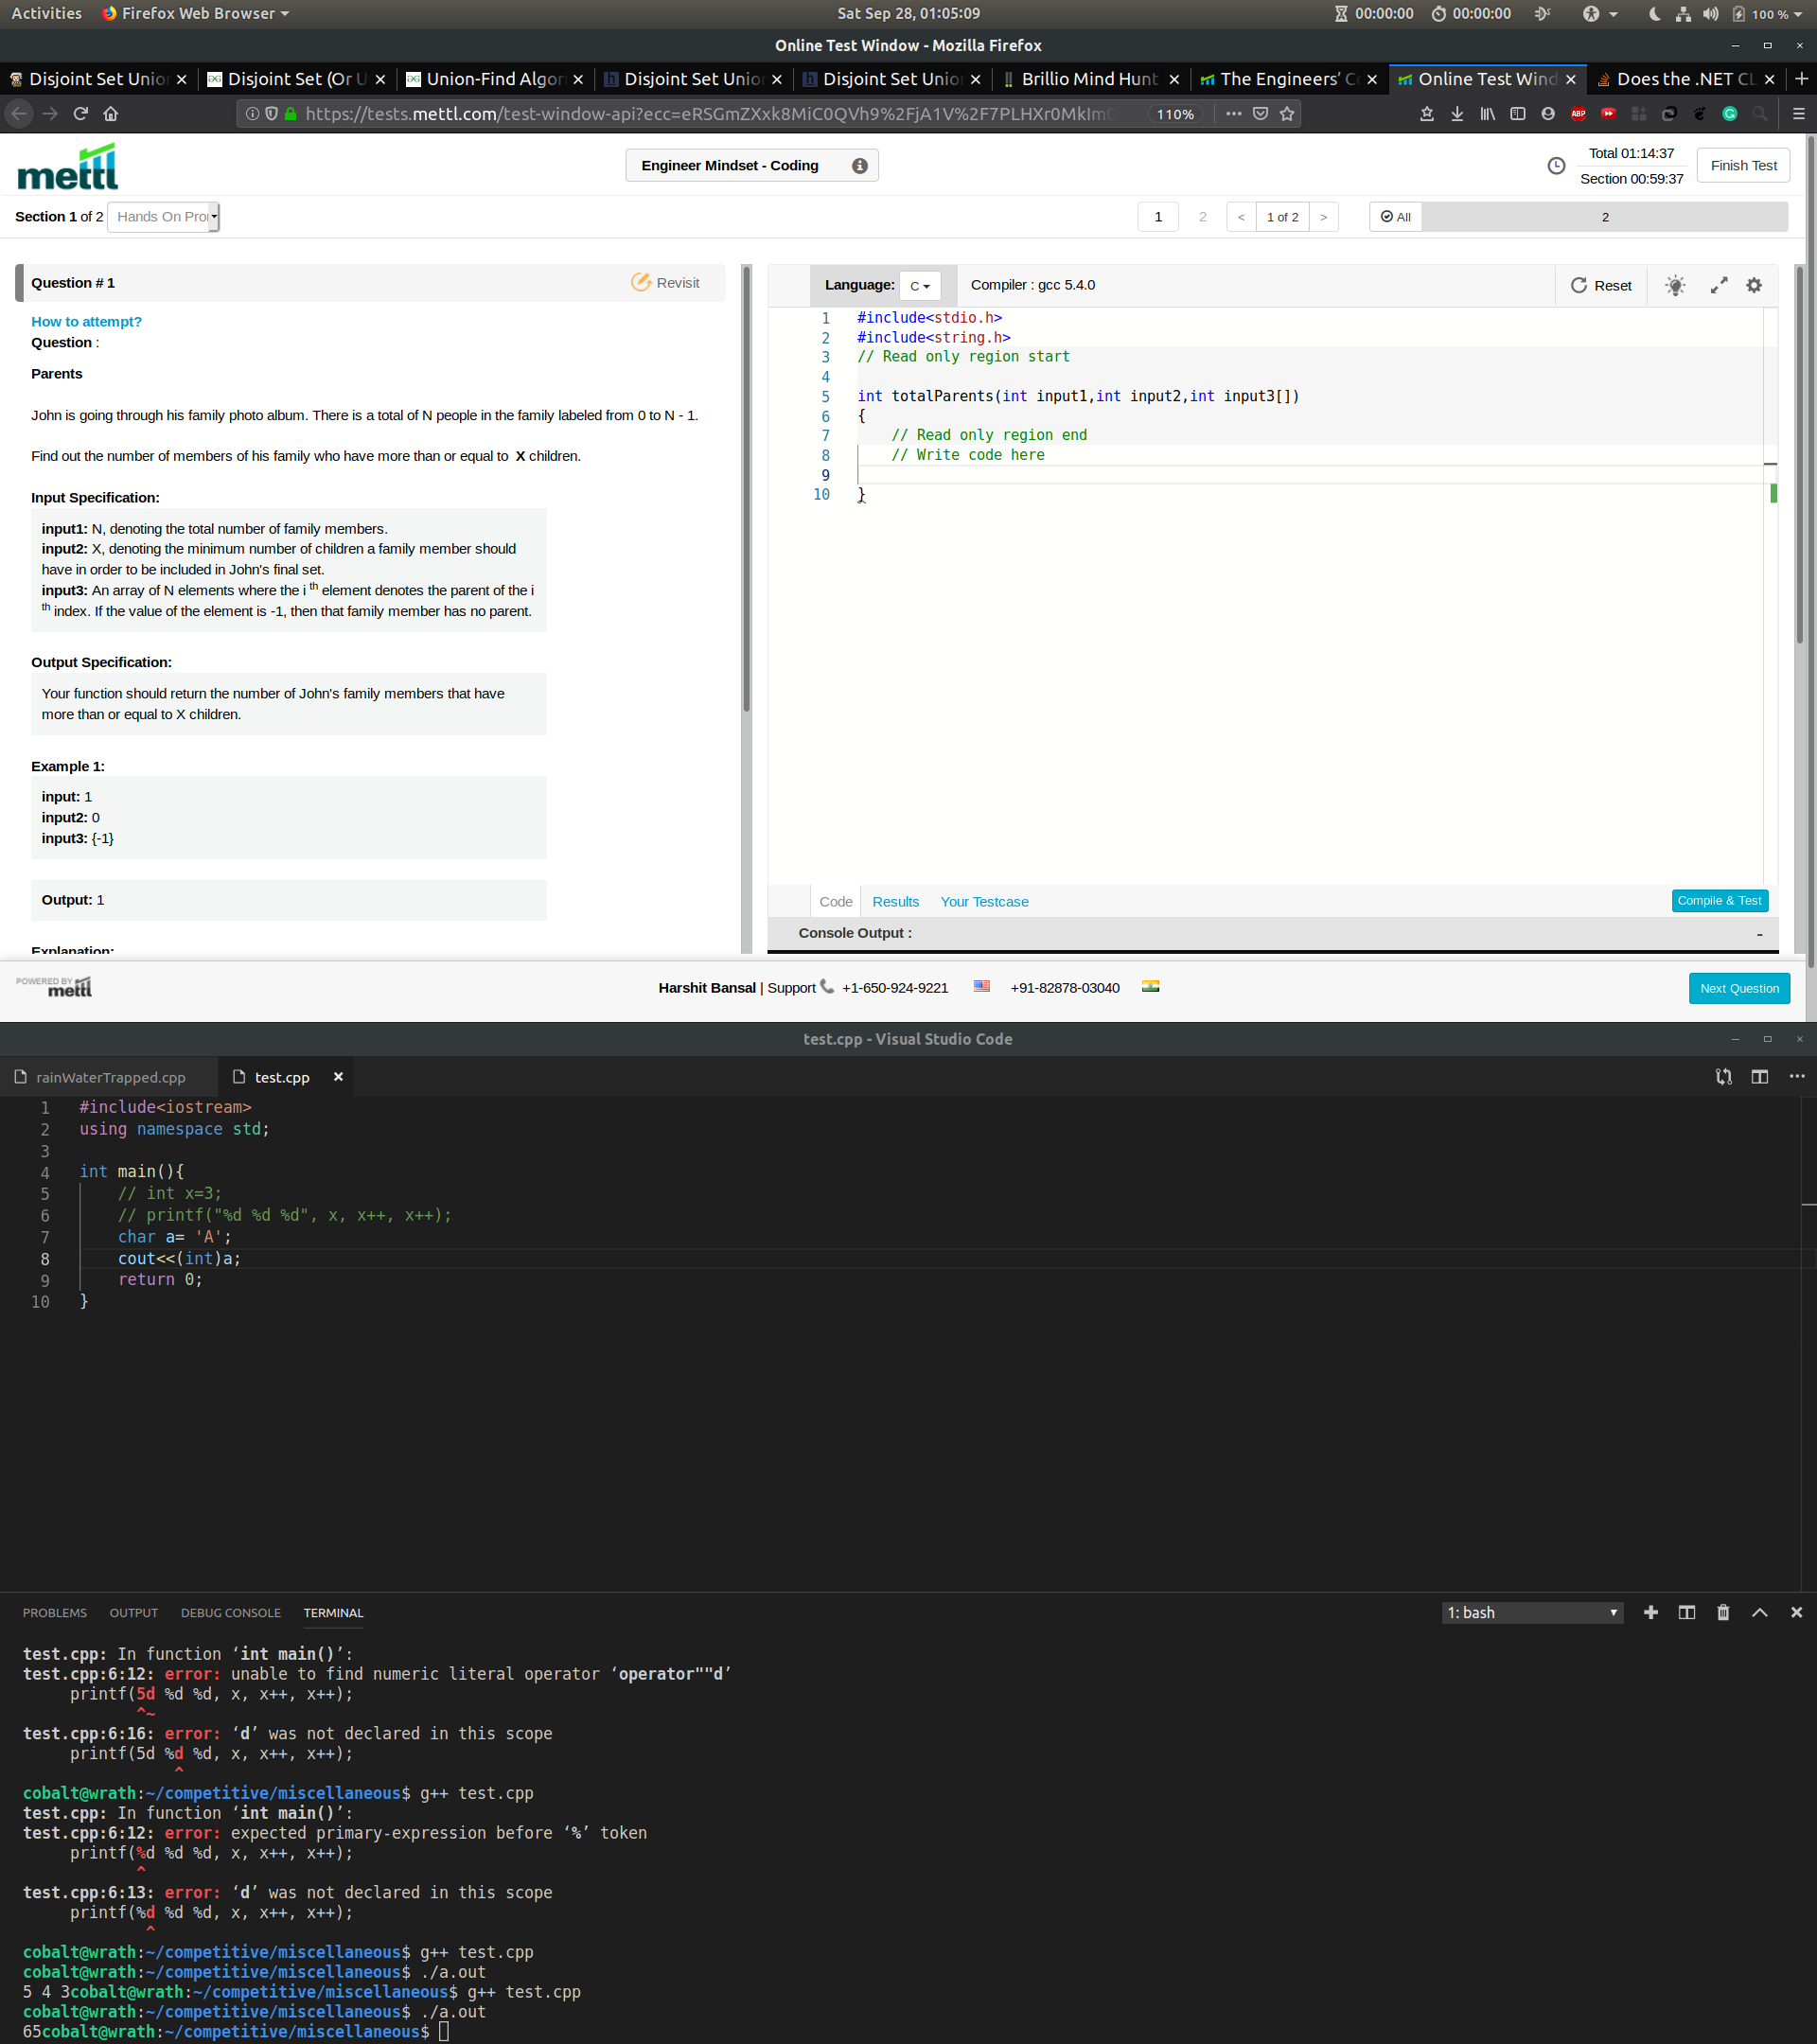 Activities Firefox Web Browser Sat Sep 28, 01:05:09 00:00:00 00:00:00 100 %
Online Test Window - Mozilla Firefox
Disjoint Set Union Disjoint Set (Or U Union-Find Algori Disjoint Set Union Disjoint Set Union Brillio Mind Hunt The Engineers’ Co Online Test Wind Does the .NET CL
https://tests.mettl.com/test-window-api?ecc=eRSGmZXxk8MiC0QVh9%2FjA1V%2F7PLHXr0MkIm 110%
mettl Engineer Mindset - Coding Total 01:14:37 Finish Test
Section 00:59:37
Section 1 of 2 Hands On Pro 1 2 < 1 of 2 > All 2
Question # 1 Revisit
How to attempt?
Question :
Parents
John is going through his family photo album. There is a total of N people in the family labeled from 0 to N - 1.
Find out the number of members of his family who have more than or equal to X children.
Input Specification:
input1: N, denoting the total number of family members.
input2: X, denoting the minimum number of children a family member should
have in order to be included in John's final set.
input3: An array of N elements where the i th element denotes the parent of the i
th index. If the value of the element is -1, then that family member has no parent.
Output Specification:
Your function should return the number of John's family members that have
more than or equal to X children.
Example 1:
input: 1
input2: 0
input3: {-1}
Output: 1
Explanation:
Language: C Compiler : gcc 5.4.0 Reset
1 #include<stdio.h>
2 #include<string.h>
3 // Read only region start
4
5 int totalParents(int input1,int input2,int input3[])
6 {
7 // Read only region end
8 // Write code here
9
10 }
Code Results Your Testcase Compile & Test
Console Output : -
POWERED BY mettl Harshit Bansal | Support +1-650-924-9221 +91-82878-03040 Next Question
test.cpp - Visual Studio Code
rainWaterTrapped.cpp test.cpp
1 #include<iostream>
2 using namespace std;
3
4 int main(){
5 // int x=3;
6 // printf("%d %d %d", x, x++, x++);
7 char a= 'A';
8 cout<<(int)a;
9 return 0;
10 }
PROBLEMS OUTPUT DEBUG CONSOLE TERMINAL 1: bash
test.cpp: In function ‘int main()’:
test.cpp:6:12: error: unable to find numeric literal operator ‘operator""d’
printf(5d %d %d, x, x++, x++);
^~
test.cpp:6:16: error: ‘d’ was not declared in this scope
printf(5d %d %d, x, x++, x++);
^
cobalt@wrath:~/competitive/miscellaneous$ g++ test.cpp
test.cpp: In function ‘int main()’:
test.cpp:6:12: error: expected primary-expression before ‘%’ token
printf(%d %d %d, x, x++, x++);
^
test.cpp:6:13: error: ‘d’ was not declared in this scope
printf(%d %d %d, x, x++, x++);
^
cobalt@wrath:~/competitive/miscellaneous$ g++ test.cpp
cobalt@wrath:~/competitive/miscellaneous$ ./a.out
5 4 3cobalt@wrath:~/competitive/miscellaneous$ g++ test.cpp
cobalt@wrath:~/competitive/miscellaneous$ ./a.out
65cobalt@wrath:~/competitive/miscellaneous$